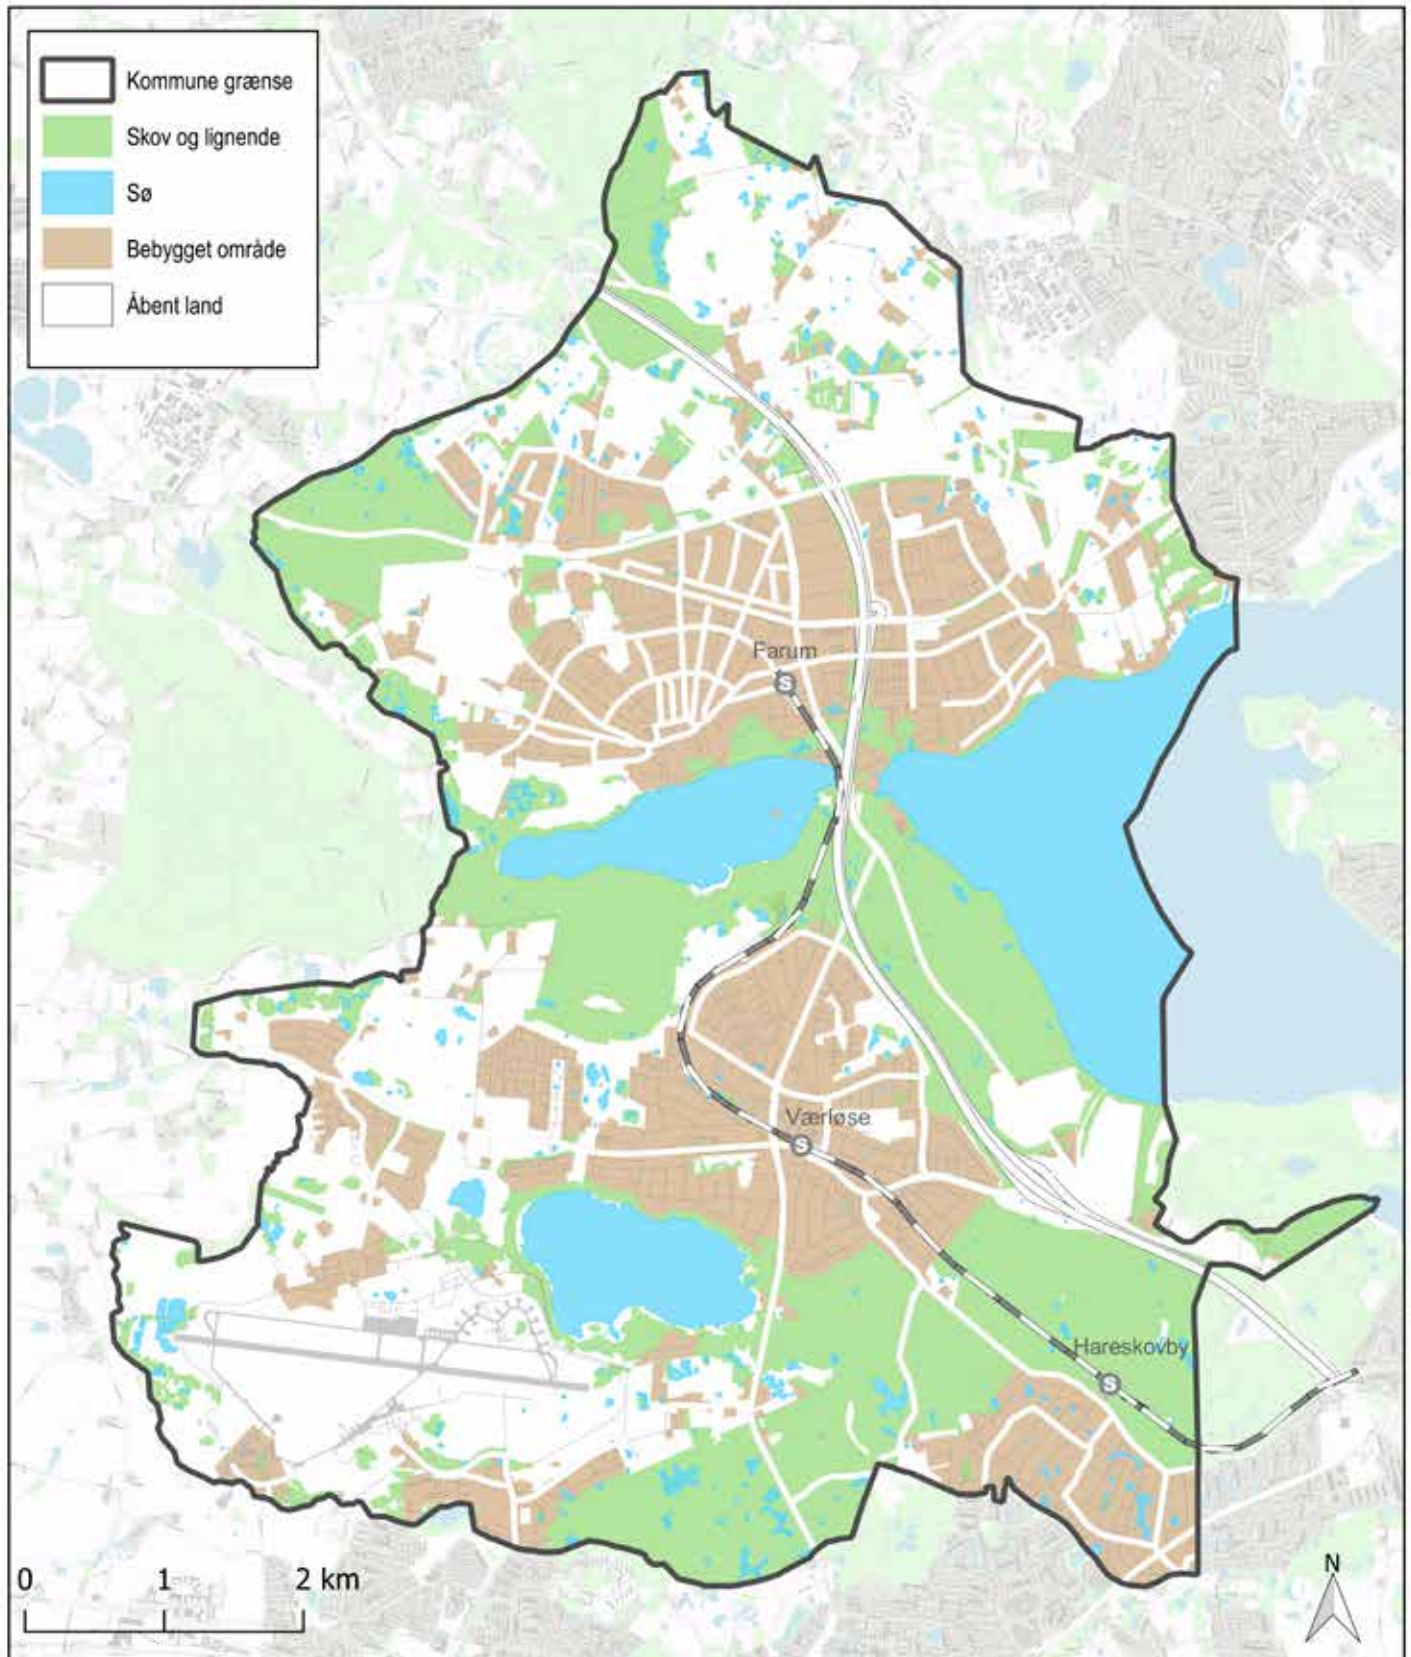 Kommune grænse
Skov og lignende
Sø
Bebygget område
Åbent land
Farum
S
Værløse
S
Hareskovby
S
0 1 2 km
N